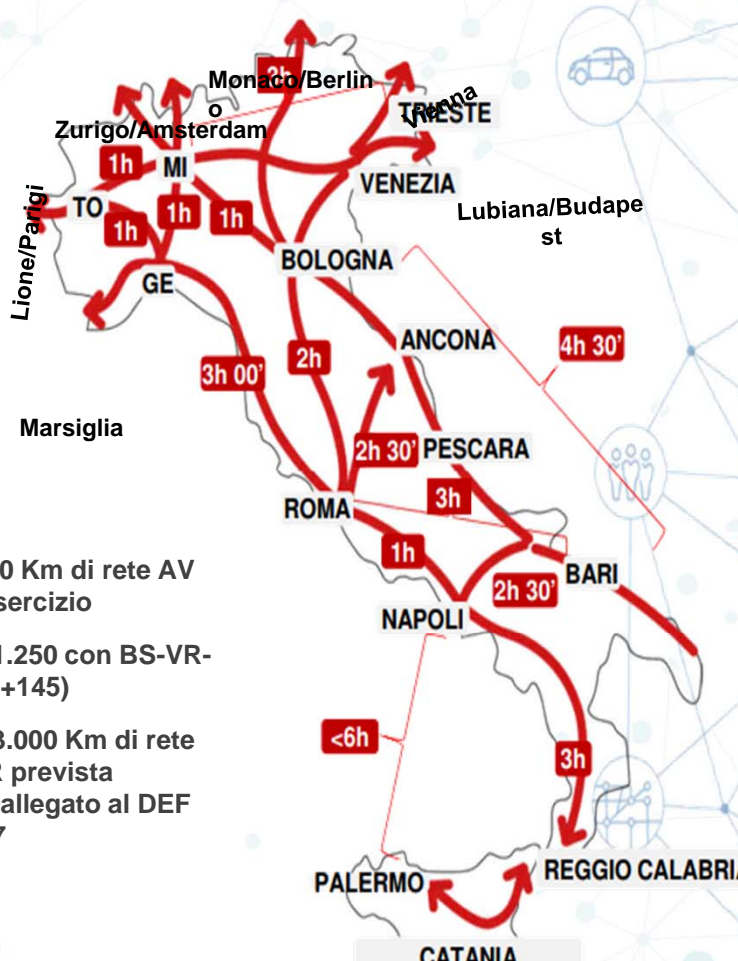 Monaco/Berlin
o
Vienna
TRIESTE
Zurigo/Amsterdam
1h
MI
VENEZIA
TO
1h
1h
1h
Lubiana/Budape
st
Lione/Parigi
BOLOGNA
GE
ANCONA
4h 30’
2h
3h 00’
Marsiglia
2h 30’
PESCARA
3h
ROMA
1h
0 Km di rete AV
sercizio
BARI
2h 30’
NAPOLI
1.250 con BS-VR-
+145)
<6h
3.000 Km di rete
prevista
allegato al DEF
3h
REGGIO CALABRIA
PALERMO
CATANIA